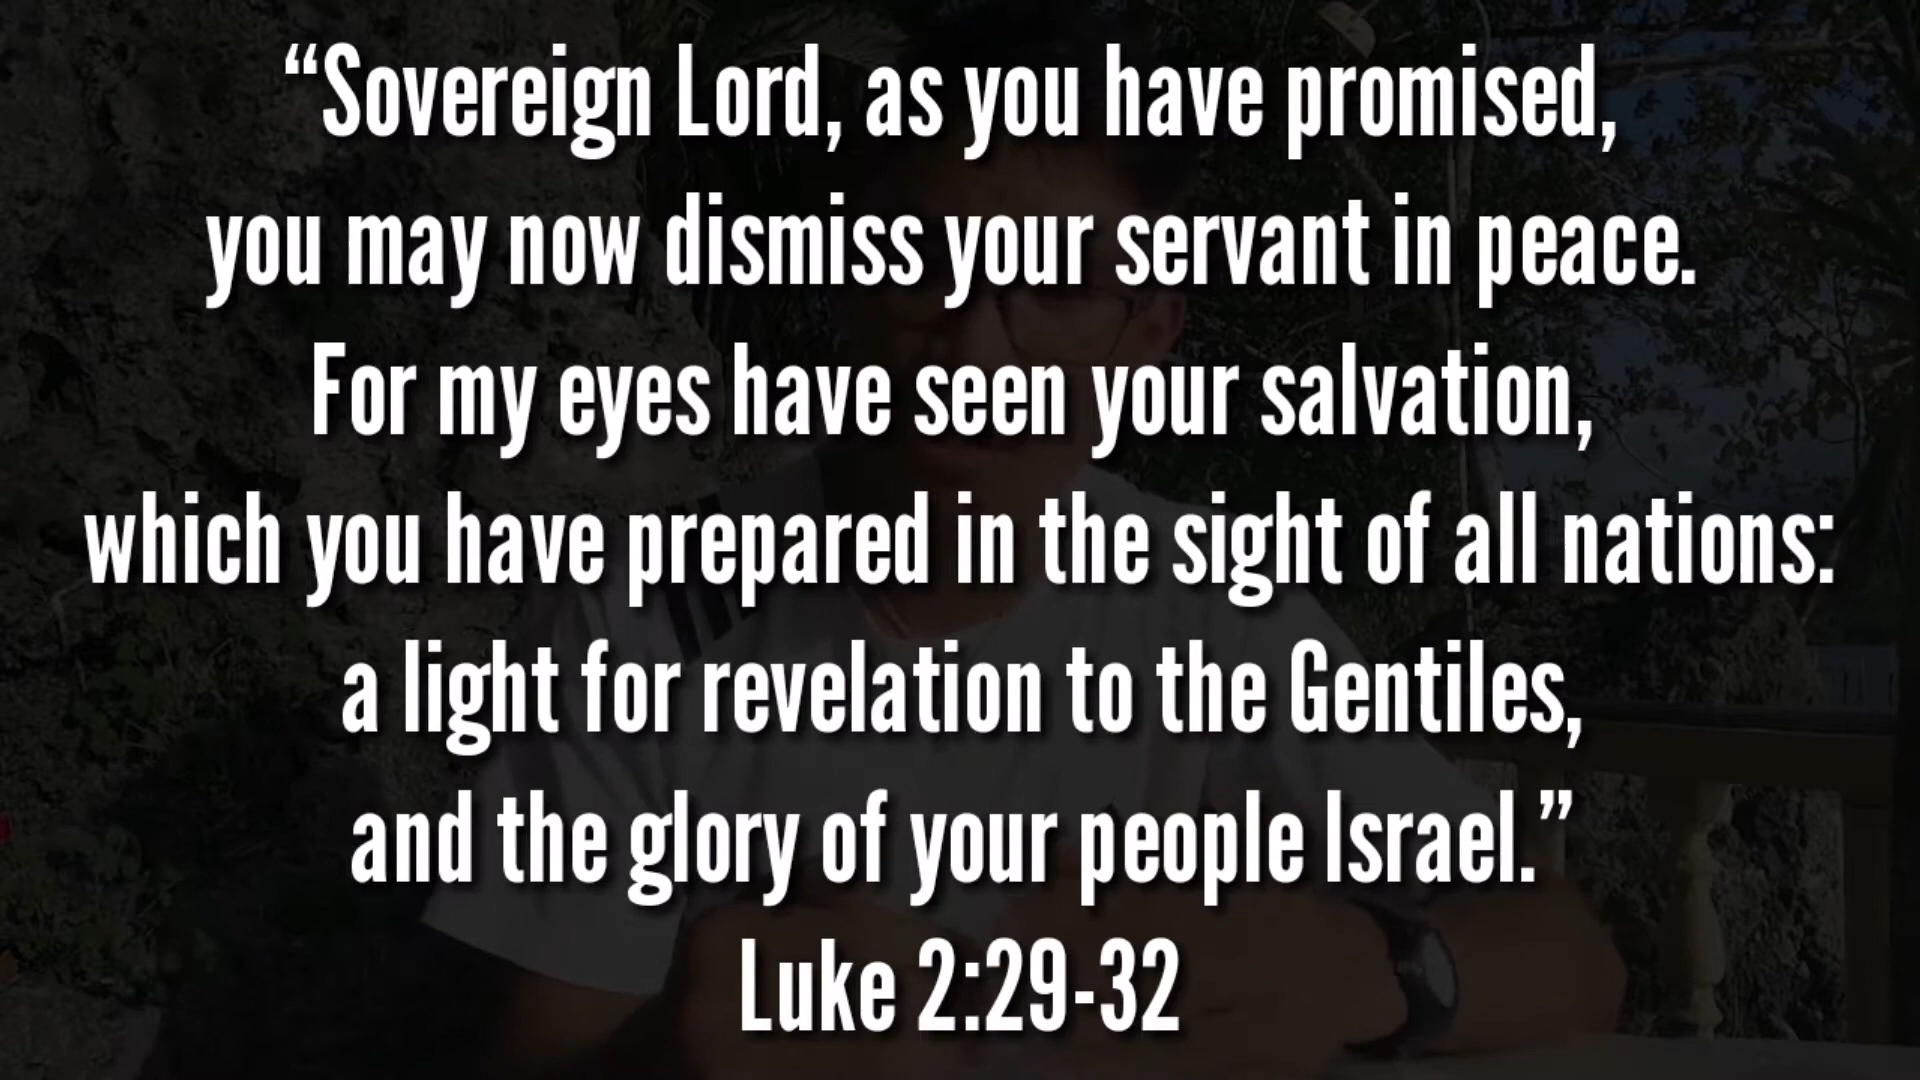 “Sovereign Lord, as you have promised,
you may now dismiss your servant in peace.
For my eyes have seen your salvation,
which you have prepared in the sight of all nations:
a light for revelation to the Gentiles,
and the glory of your people Israel.”
Luke 2:29-32